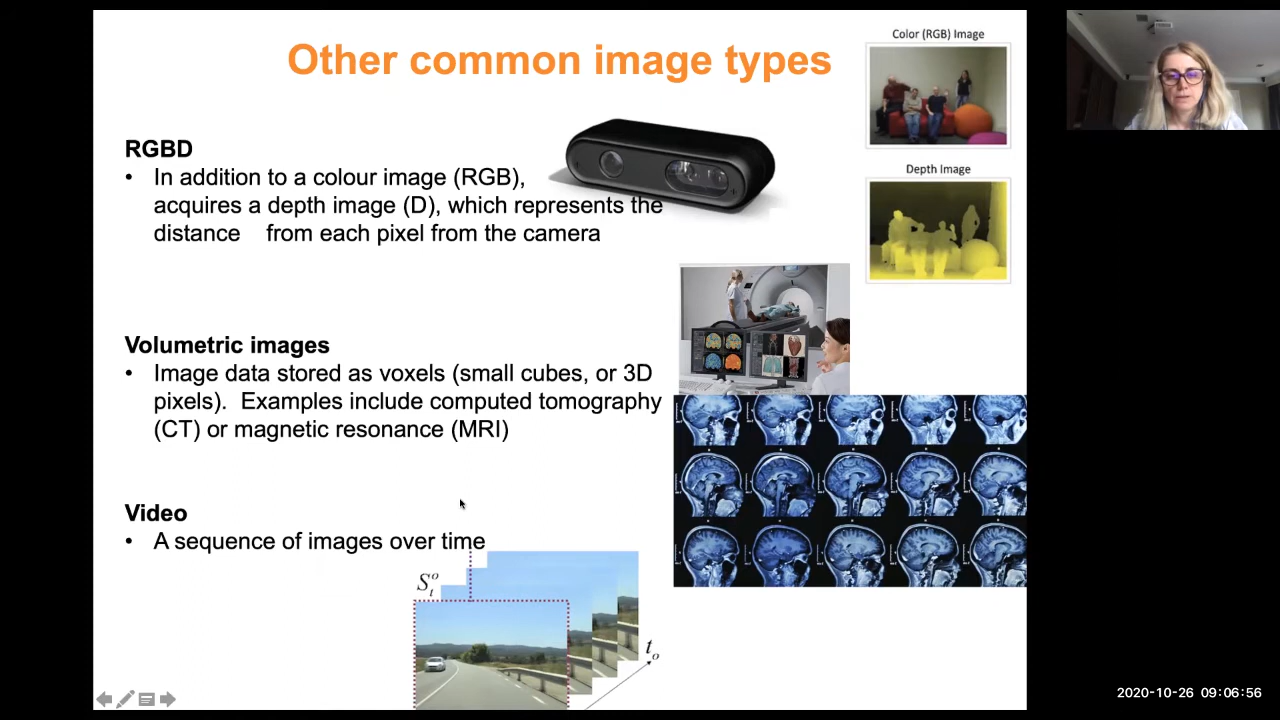 Other common image types
Color (RGB) Image
RGBD
• In addition to a colour image (RGB),
acquires a depth image (D), which represents the
distance from each pixel from the camera
Depth Image
Volumetric images
• Image data stored as voxels (small cubes, or 3D
pixels). Examples include computed tomography
(CT) or magnetic resonance (MRI)
Video
• A sequence of images over time
S_t^o
t_o
2020-10-26 09:06:56